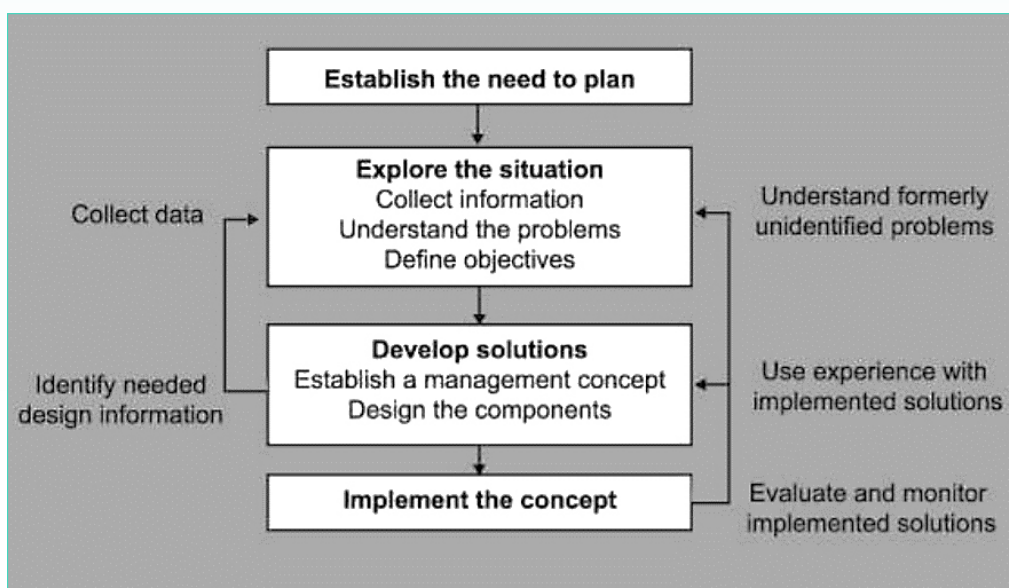 Establish the need to plan
Explore the situation
Collect information
Understand the problems
Define objectives
Collect data
Understand formerly
unidentified problems
Develop solutions
Establish a management concept
Design the components
Identify needed
design information
Use experience with
implemented solutions
Implement the concept
Evaluate and monitor
implemented solutions